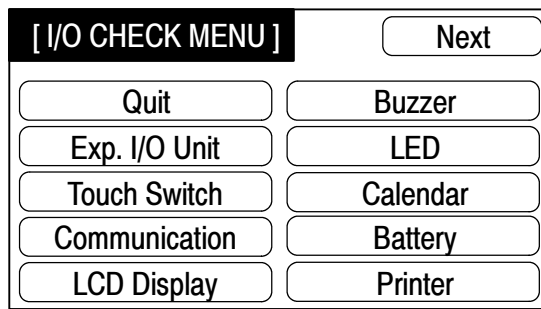 [ I/O CHECK MENU ] Next
Quit Buzzer
Exp. I/O Unit LED
Touch Switch Calendar
Communication Battery
LCD Display Printer